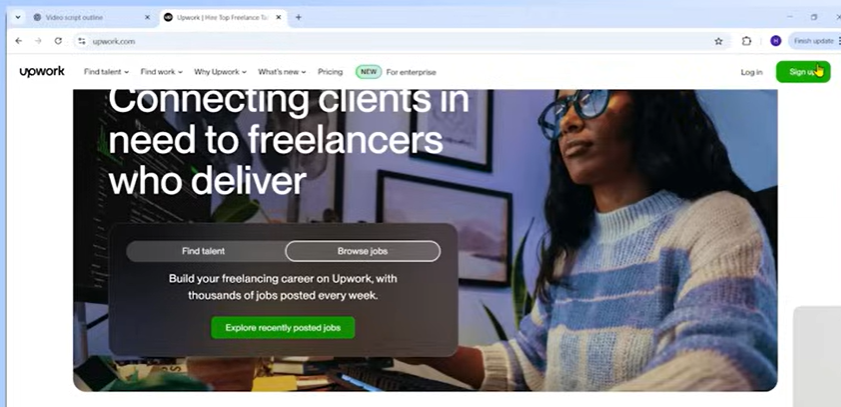 Video script outline
Upwork | Hire Top Freelance Ta
upwork.com
Finish update
upwork
Find talent
Find work
Why Upwork
What's new
Pricing
NEW
For enterprise
Log in
Sign up
Connecting clients in
need to freelancers
who deliver
Find talent
Browse jobs
Build your freelancing career on Upwork, with
thousands of jobs posted every week.
Explore recently posted jobs